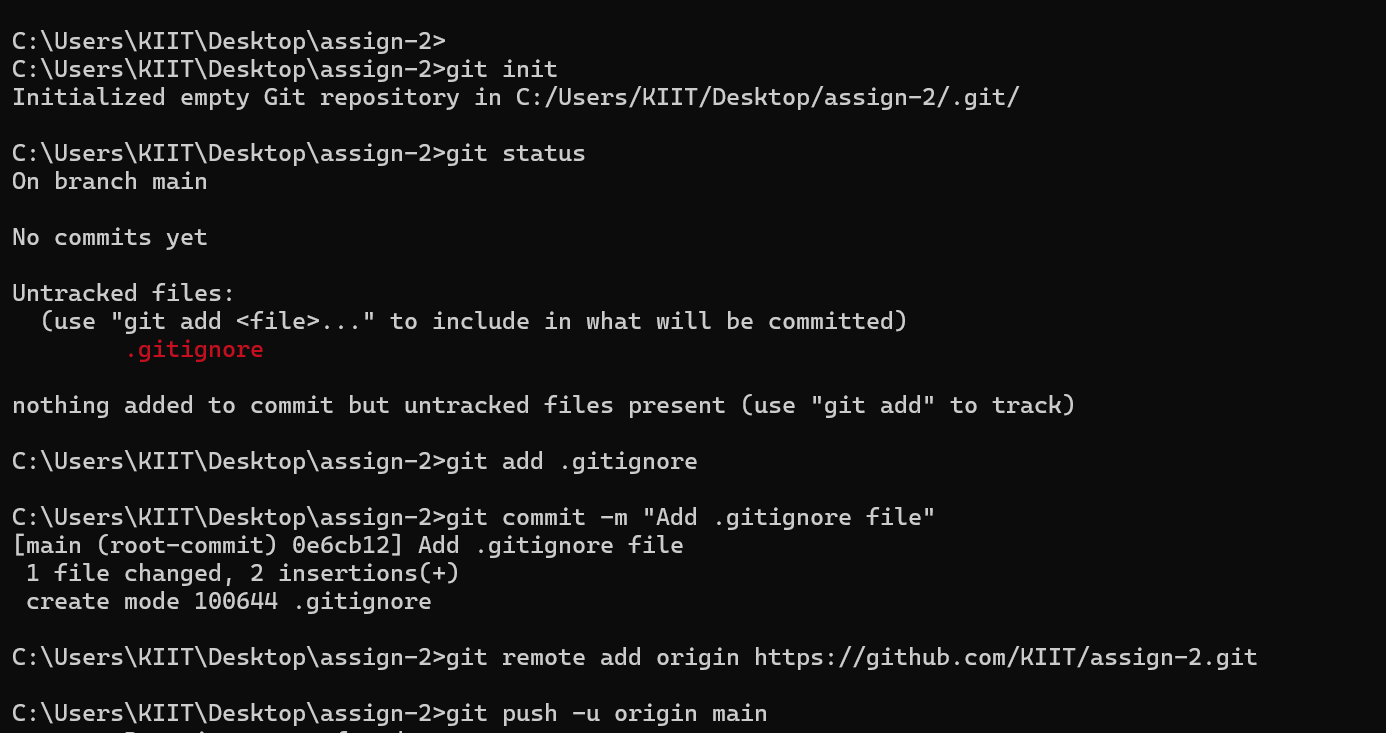 C:\Users\KIIT\Desktop\assign-2>
C:\Users\KIIT\Desktop\assign-2>git init
Initialized empty Git repository in C:/Users/KIIT/Desktop/assign-2/.git/
C:\Users\KIIT\Desktop\assign-2>git status
On branch main
No commits yet
Untracked files:
  (use "git add <file>..." to include in what will be committed)
        .gitignore
nothing added to commit but untracked files present (use "git add" to track)
C:\Users\KIIT\Desktop\assign-2>git add .gitignore
C:\Users\KIIT\Desktop\assign-2>git commit -m "Add .gitignore file"
[main (root-commit) 0e6cb12] Add .gitignore file
 1 file changed, 2 insertions(+)
 create mode 100644 .gitignore
C:\Users\KIIT\Desktop\assign-2>git remote add origin https://github.com/KIIT/assign-2.git
C:\Users\KIIT\Desktop\assign-2>git push -u origin main